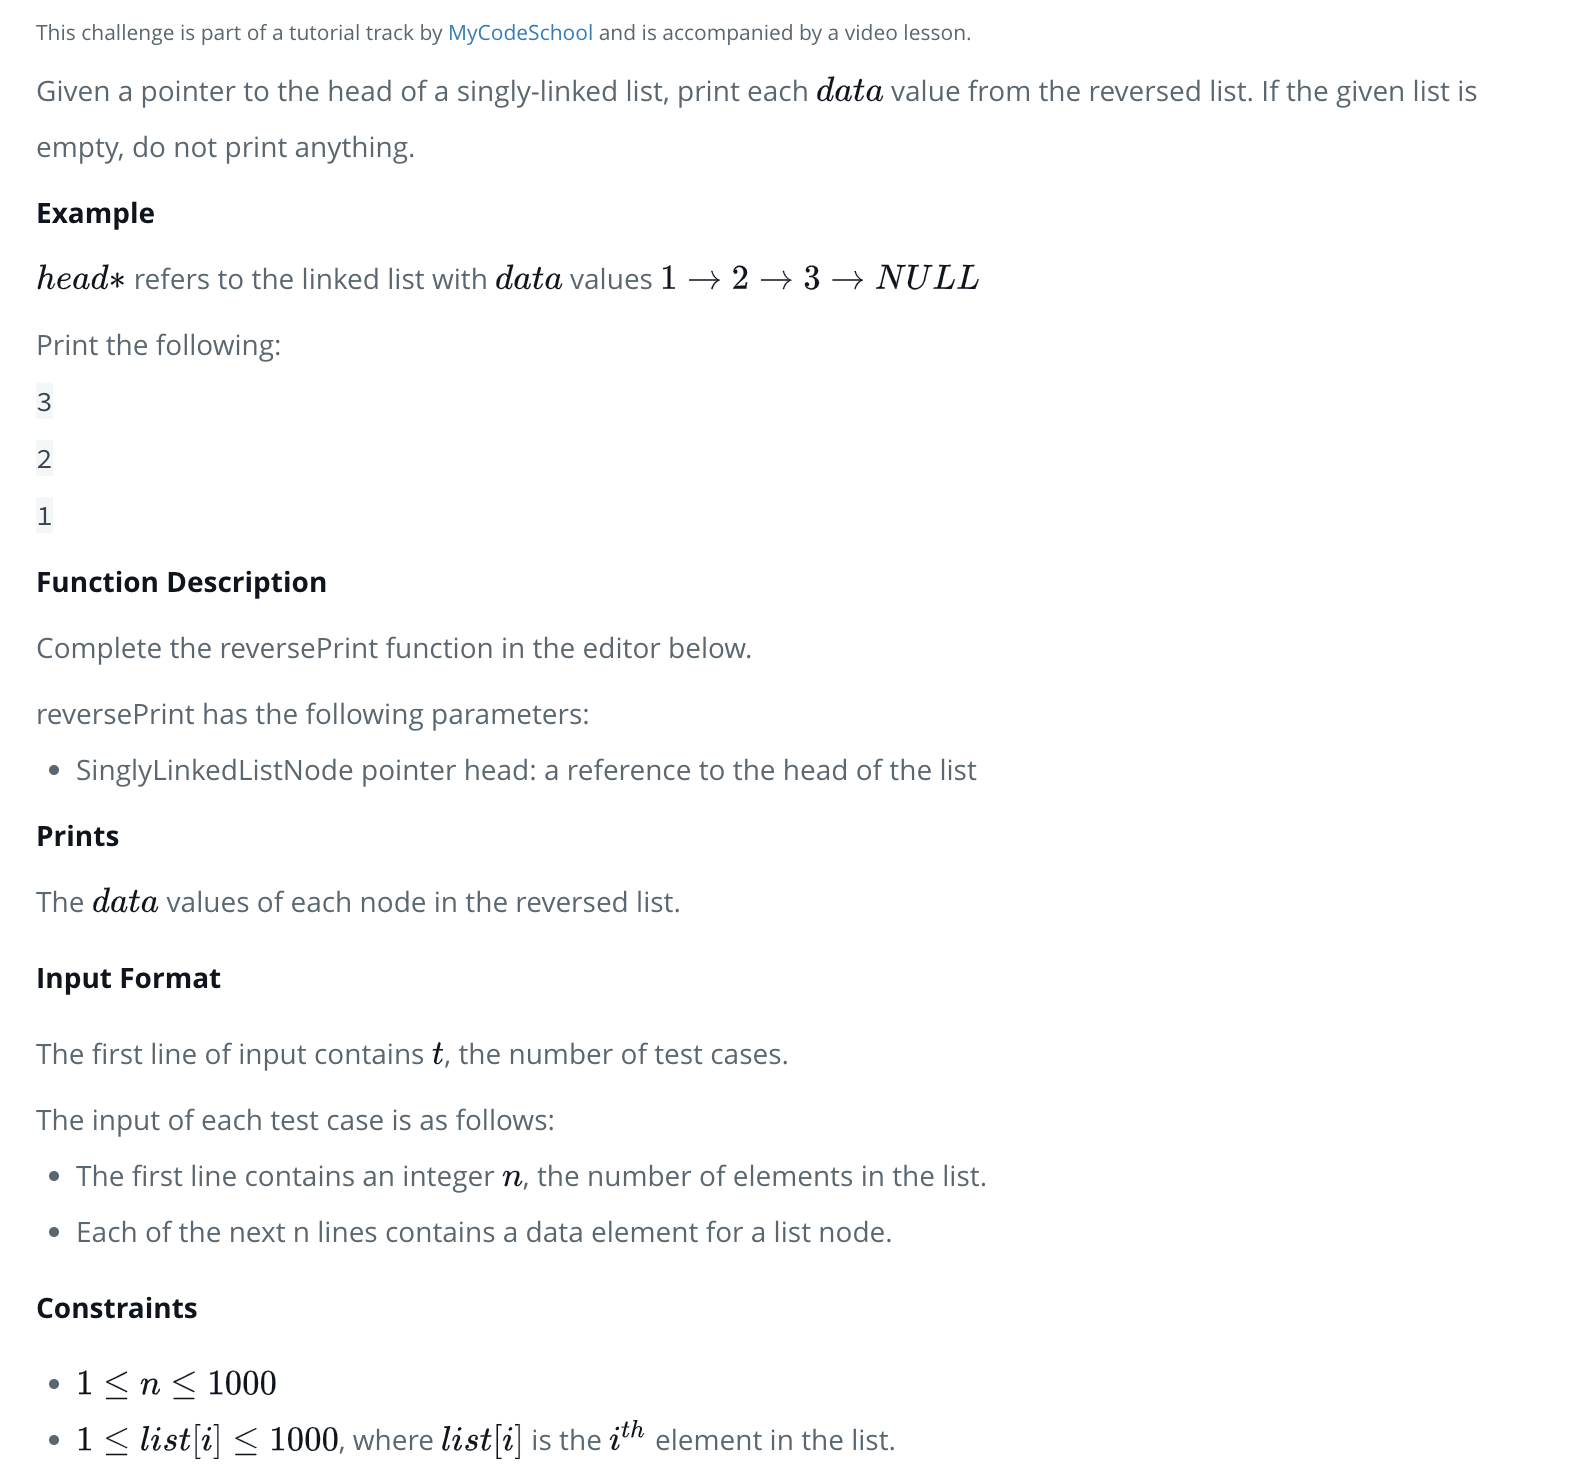 This challenge is part of a tutorial track by MyCodeSchool and is accompanied by a video lesson.
Given a pointer to the head of a singly-linked list, print each data value from the reversed list. If the given list is
empty, do not print anything.
Example
head* refers to the linked list with data values 1 → 2 → 3 → NULL
Print the following:
3
2
1
Function Description
Complete the reversePrint function in the editor below.
reversePrint has the following parameters:
• SinglyLinkedListNode pointer head: a reference to the head of the list
Prints
The data values of each node in the reversed list.
Input Format
The first line of input contains t, the number of test cases.
The input of each test case is as follows:
• The first line contains an integer n, the number of elements in the list.
• Each of the next n lines contains a data element for a list node.
Constraints
• 1 ≤ n ≤ 1000
• 1 ≤ list[i] ≤ 1000, where list[i] is the i^th element in the list.